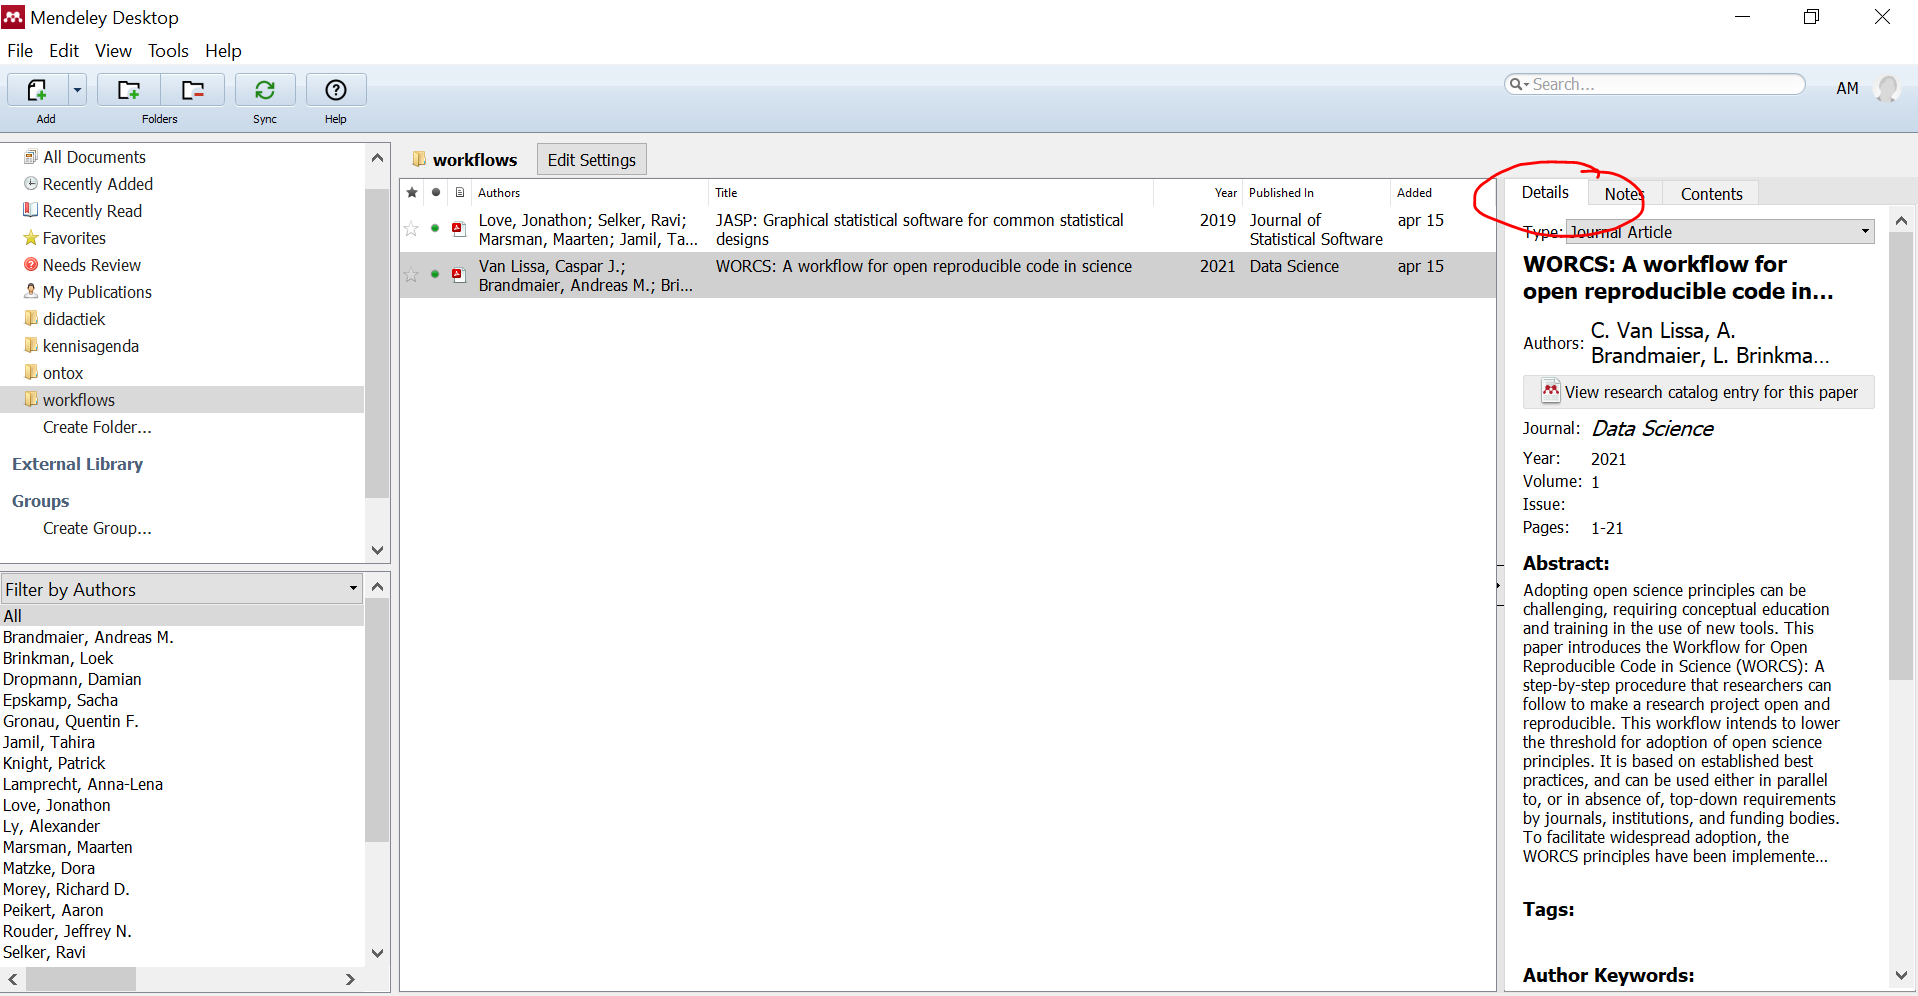 Mendeley Desktop
File Edit View Tools Help
Add Folders Sync Help
Search...
AM
All Documents
Recently Added
Recently Read
Favorites
Needs Review
My Publications
didactiek
kennisagenda
ontox
workflows
Create Folder...
External Library
Groups
Create Group...
Filter by Authors
All
Brandmaier, Andreas M.
Brinkman, Loek
Dropmann, Damian
Epskamp, Sacha
Gronau, Quentin F.
Jamil, Tahira
Knight, Patrick
Lamprecht, Anna-Lena
Love, Jonathon
Ly, Alexander
Marsman, Maarten
Matzke, Dora
Morey, Richard D.
Peikert, Aaron
Rouder, Jeffrey N.
Selker, Ravi
workflows Edit Settings
Authors Title Year Published In Added
Love, Jonathon; Selker, Ravi; JASP: Graphical statistical software for common statistical 2019 Journal of apr 15
Marsman, Maarten; Jamil, Ta... designs Statistical Software
Van Lissa, Caspar J.; WORCS: A workflow for open reproducible code in science 2021 Data Science apr 15
Brandmaier, Andreas M.; Bri...
Details Notes Contents
Type: Journal Article
WORCS: A workflow for
open reproducible code in...
Authors: C. Van Lissa, A.
Brandmaier, L. Brinkma...
View research catalog entry for this paper
Journal: Data Science
Year: 2021
Volume: 1
Issue:
Pages: 1-21
Abstract:
Adopting open science principles can be
challenging, requiring conceptual education
and training in the use of new tools. This
paper introduces the Workflow for Open
Reproducible Code in Science (WORCS): A
step-by-step procedure that researchers can
follow to make a research project open and
reproducible. This workflow intends to lower
the threshold for adoption of open science
principles. It is based on established best
practices, and can be used either in parallel
to, or in absence of, top-down requirements
by journals, institutions, and funding bodies.
To facilitate widespread adoption, the
WORCS principles have been implemente...
Tags:
Author Keywords: